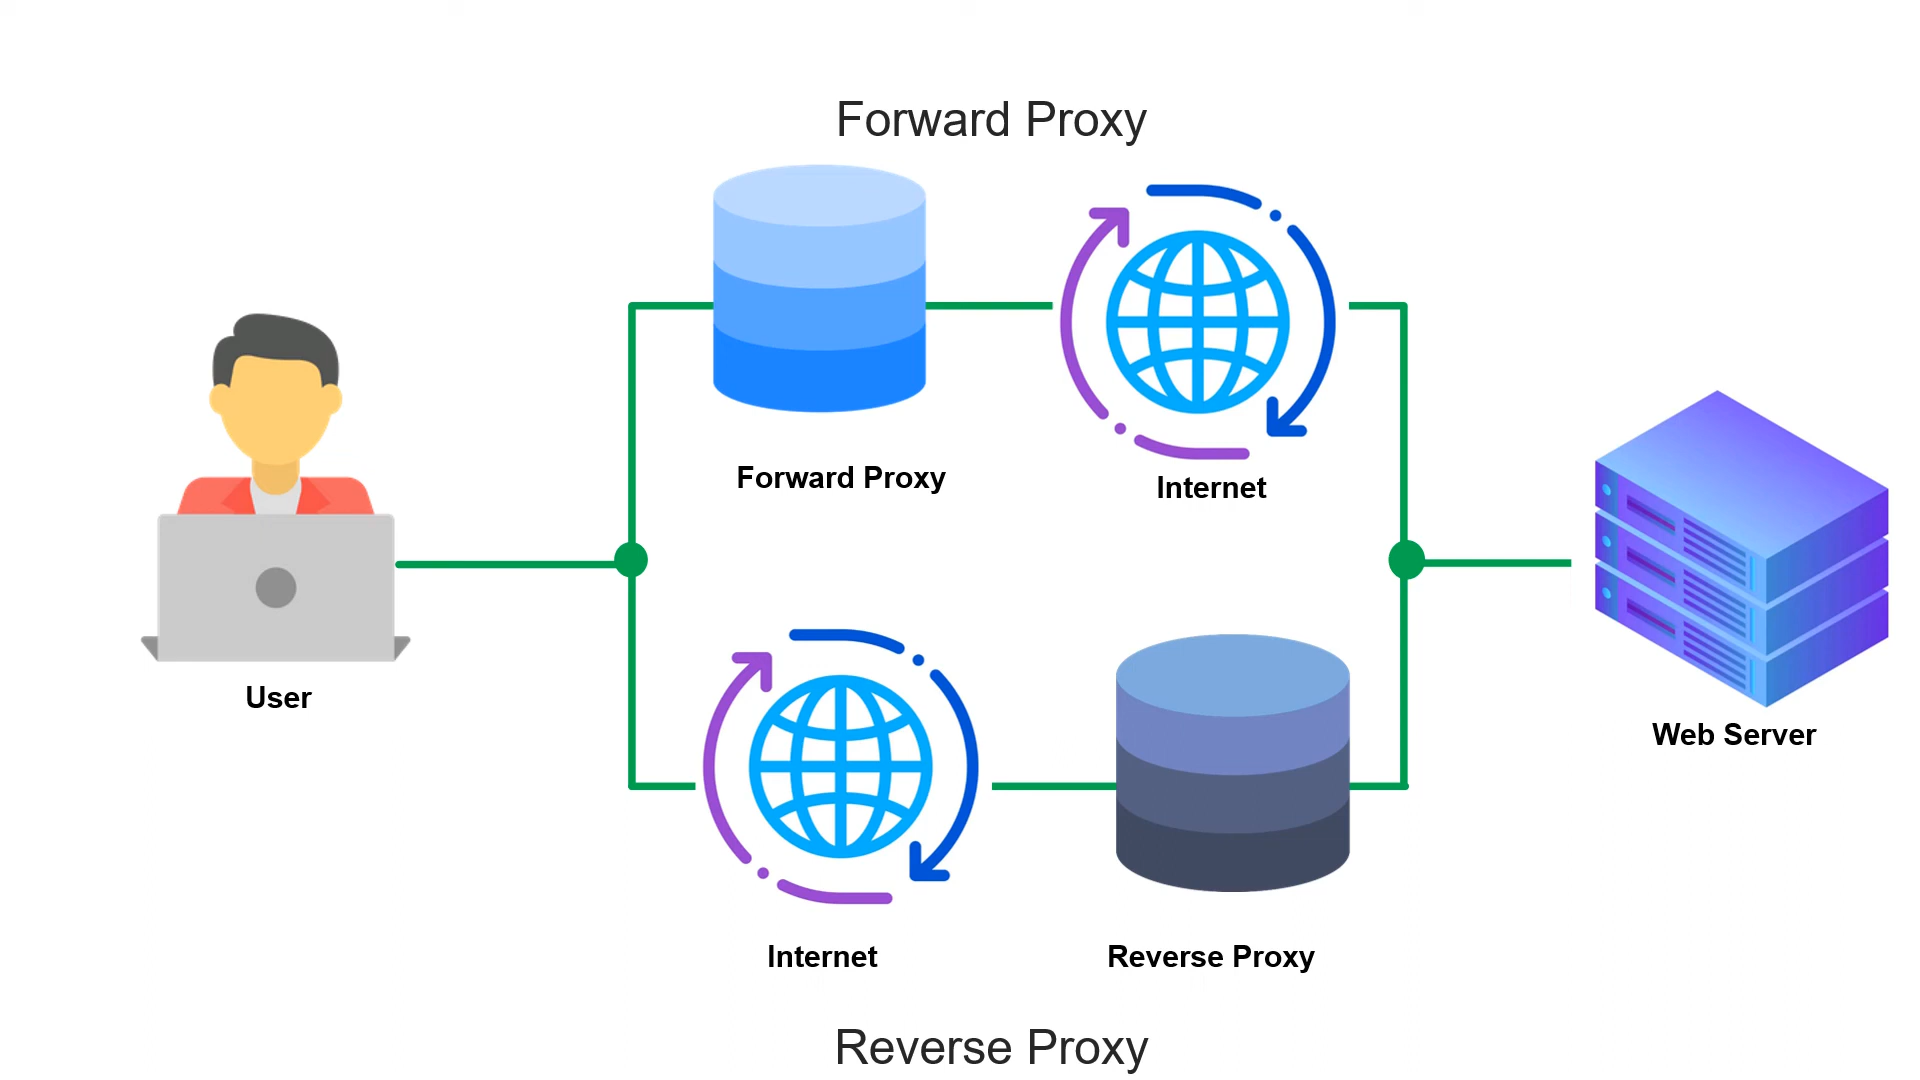 Forward Proxy
Forward Proxy
Internet
User
Web Server
Internet
Reverse Proxy
Reverse Proxy